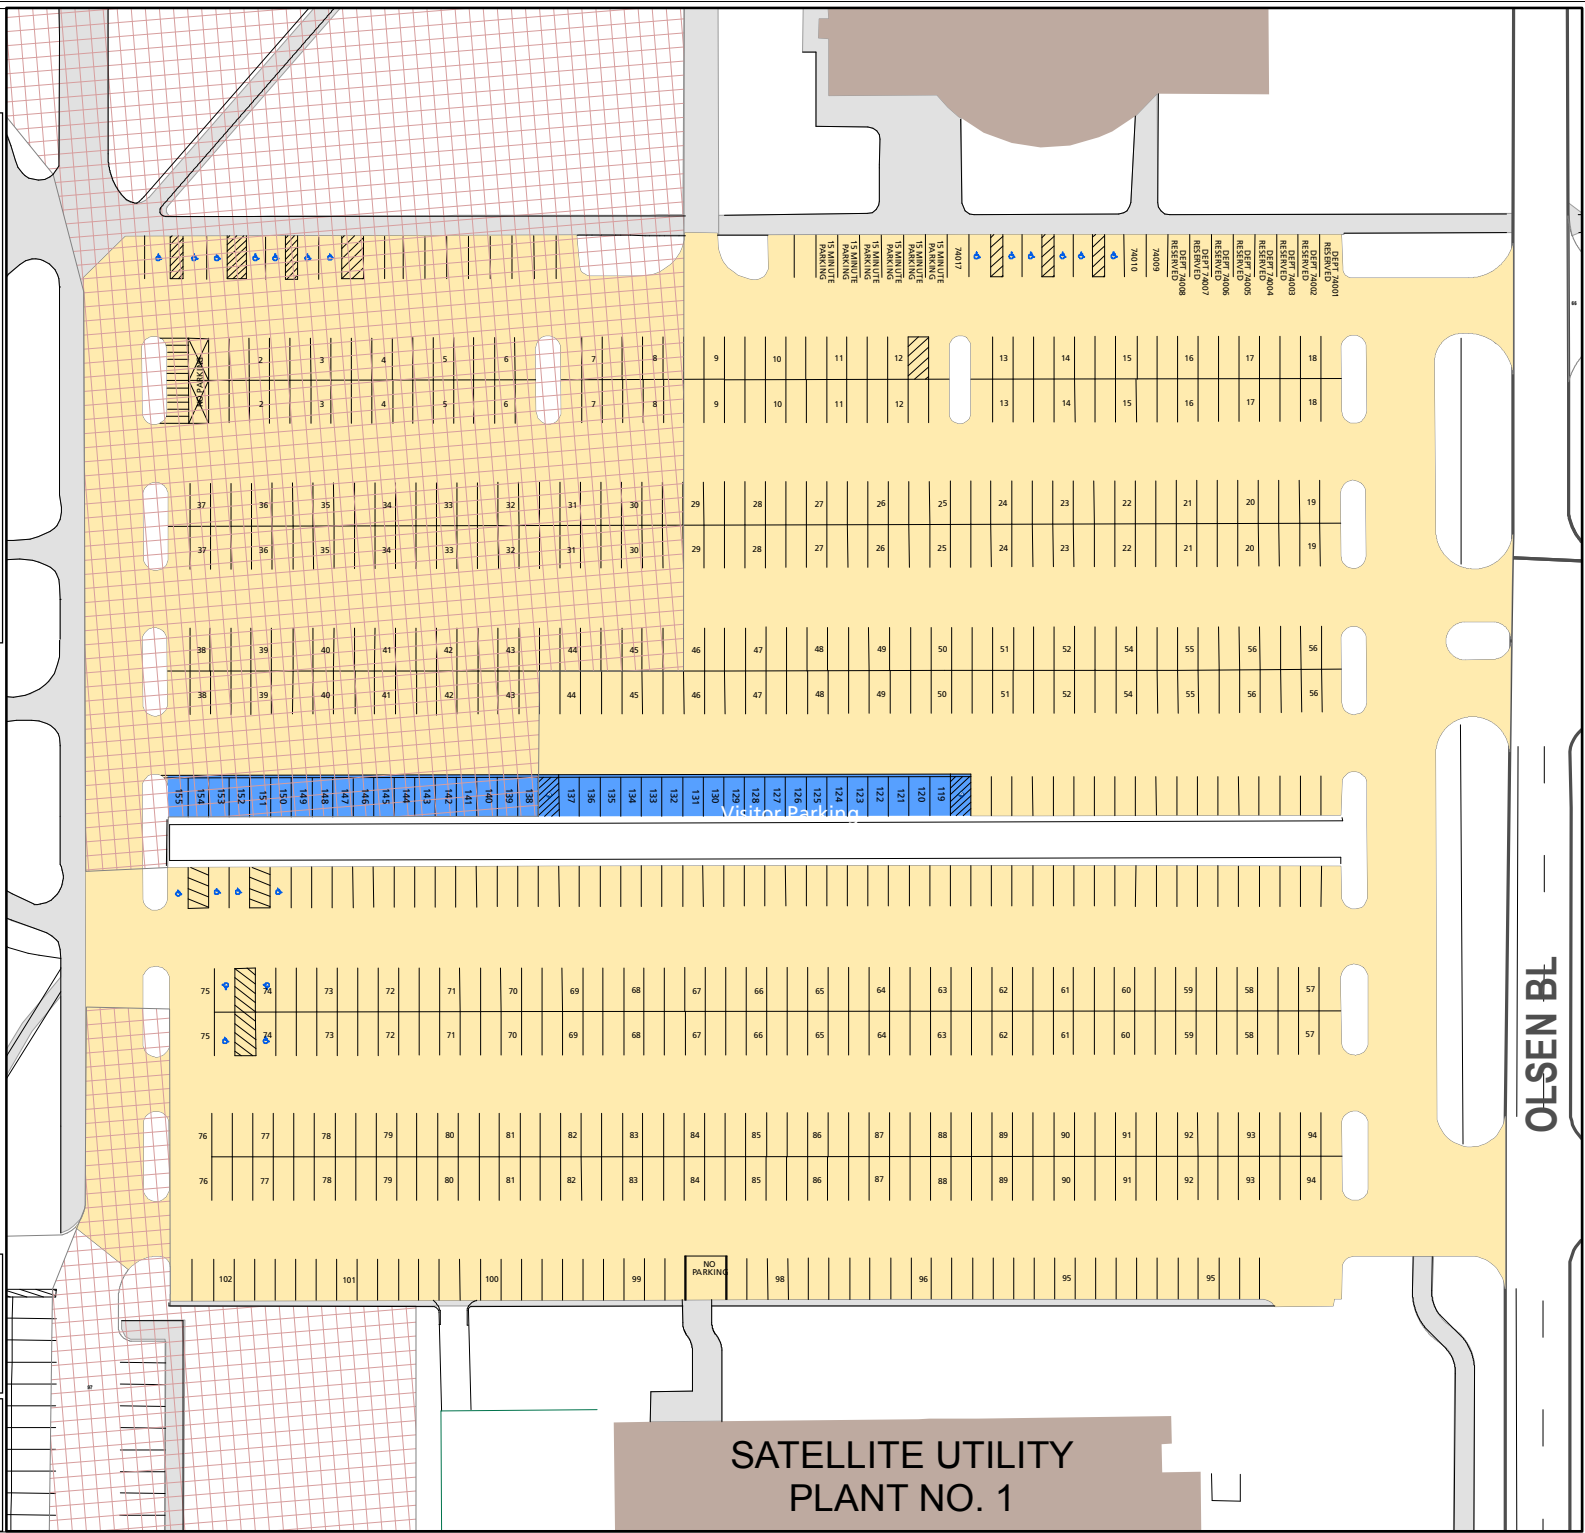 15 MINUTE PARKING
15 MINUTE PARKING
15 MINUTE PARKING
15 MINUTE PARKING
15 MINUTE PARKING
15 MINUTE PARKING
74017
74010
74009
DEPT 74008 RESERVED
DEPT 74007 RESERVED
DEPT 74006 RESERVED
DEPT 74005 RESERVED
DEPT 74004 RESERVED
DEPT 74003 RESERVED
DEPT 74002 RESERVED
DEPT 74001 RESERVED
NO PARKING
2 3 4 5 6 7 8 9 10 11 12 13 14 15 16 17 18
2 3 4 5 6 7 8 9 10 11 12 13 14 15 16 17 18
37 36 35 34 33 32 31 30 29 28 27 26 25 24 23 22 21 20 19
37 36 35 34 33 32 31 30 29 28 27 26 25 24 23 22 21 20 19
38 39 40 41 42 43 44 45 46 47 48 49 50 51 52 54 55 56 56
38 39 40 41 42 43 44 45 46 47 48 49 50 51 52 54 55 56 56
155 154 153 152 151 150 149 148 147 146 145 144 143 142 141 140 139 138 137 136 135 134 133 132 131 130 129 128 127 126 125 124 123 122 121 120 119
Visitor Parking
75 74 73 72 71 70 69 68 67 66 65 64 63 62 61 60 59 58 57
75 74 73 72 71 70 69 68 67 66 65 64 63 62 61 60 59 58 57
OLSEN BL
76 77 78 79 80 81 82 83 84 85 86 87 88 89 90 91 92 93 94
76 77 78 79 80 81 82 83 84 85 86 87 88 89 90 91 92 93 94
NO
PARKING
102 101 100 99 98 96 95 95
SATELLITE UTILITY
PLANT NO. 1